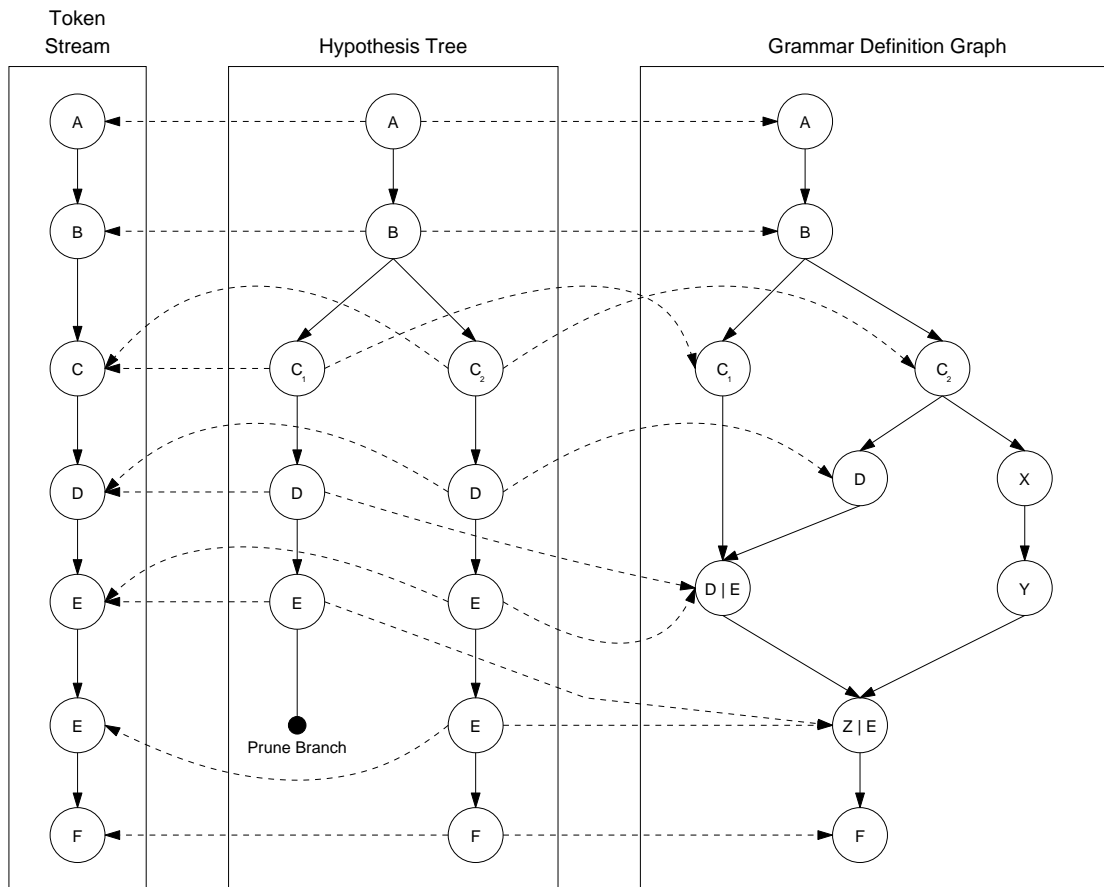 Token
Stream
Hypothesis Tree
Grammar Definition Graph
A
A
A
B
B
B
C
C₁
C₂
C₁
C₂
D
D
D
D
X
E
E
E
D | E
Y
E
E
Z | E
Prune Branch
F
F
F